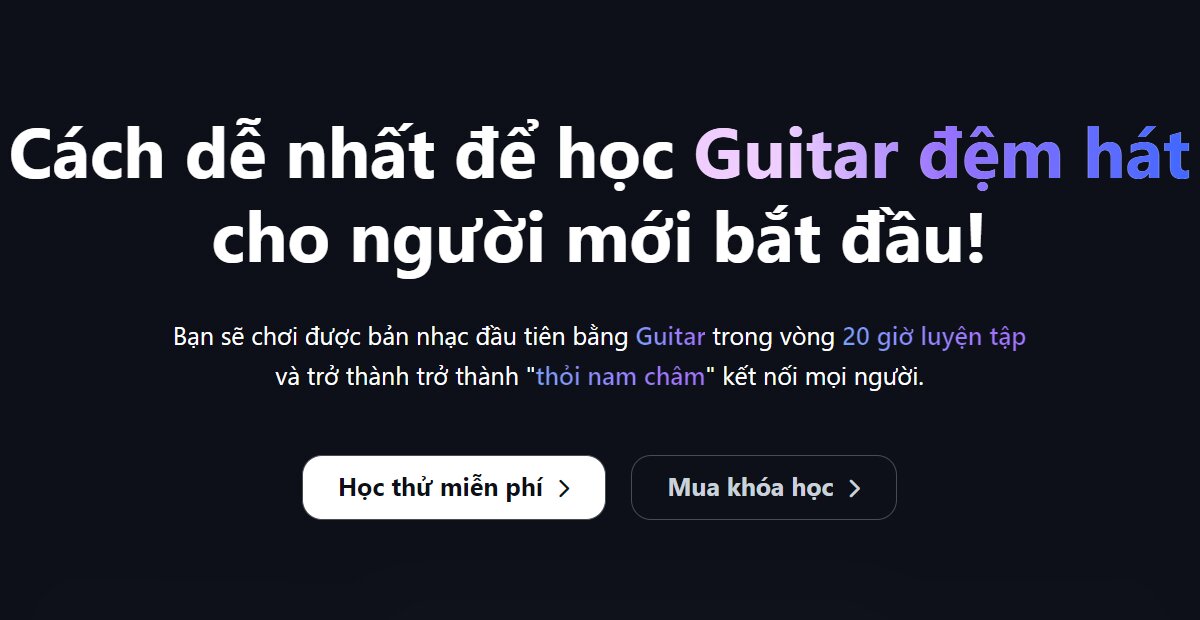 Cách dễ nhất để học Guitar đệm hát
cho người mới bắt đầu!
Bạn sẽ chơi được bản nhạc đầu tiên bằng Guitar trong vòng 20 giờ luyện tập
và trở thành trở thành "thỏi nam châm" kết nối mọi người.
Học thử miễn phí
Mua khóa học